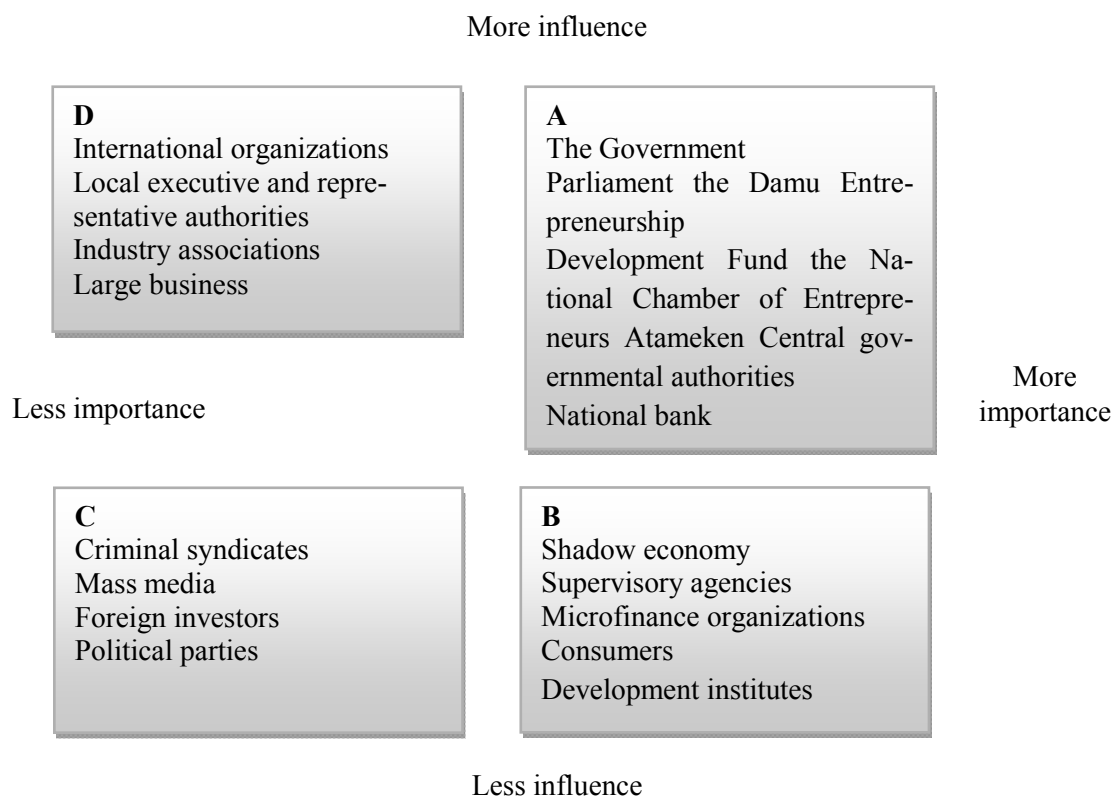 More influence
D
International organizations
Local executive and repre-
sentative authorities
Industry associations
Large business
A
The Government
Parliament the Damu Entre-
preneurship
Development Fund the Na-
tional Chamber of Entrepre-
neurs Atameken Central gov-
ernmental authorities
National bank
Less importance
More
importance
C
Criminal syndicates
Mass media
Foreign investors
Political parties
B
Shadow economy
Supervisory agencies
Microfinance organizations
Consumers
Development institutes
Less influence